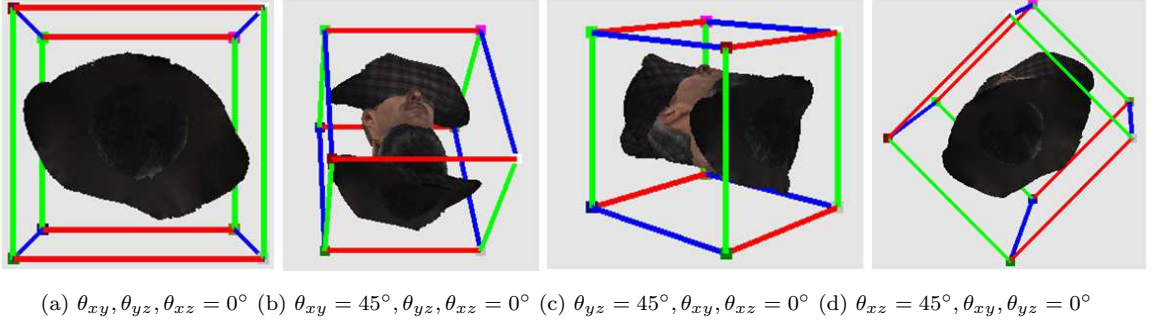 (a) θxy, θyz, θxz = 0° (b) θxy = 45°, θyz, θxz = 0° (c) θyz = 45°, θxy, θxz = 0° (d) θxz = 45°, θxy, θyz = 0°